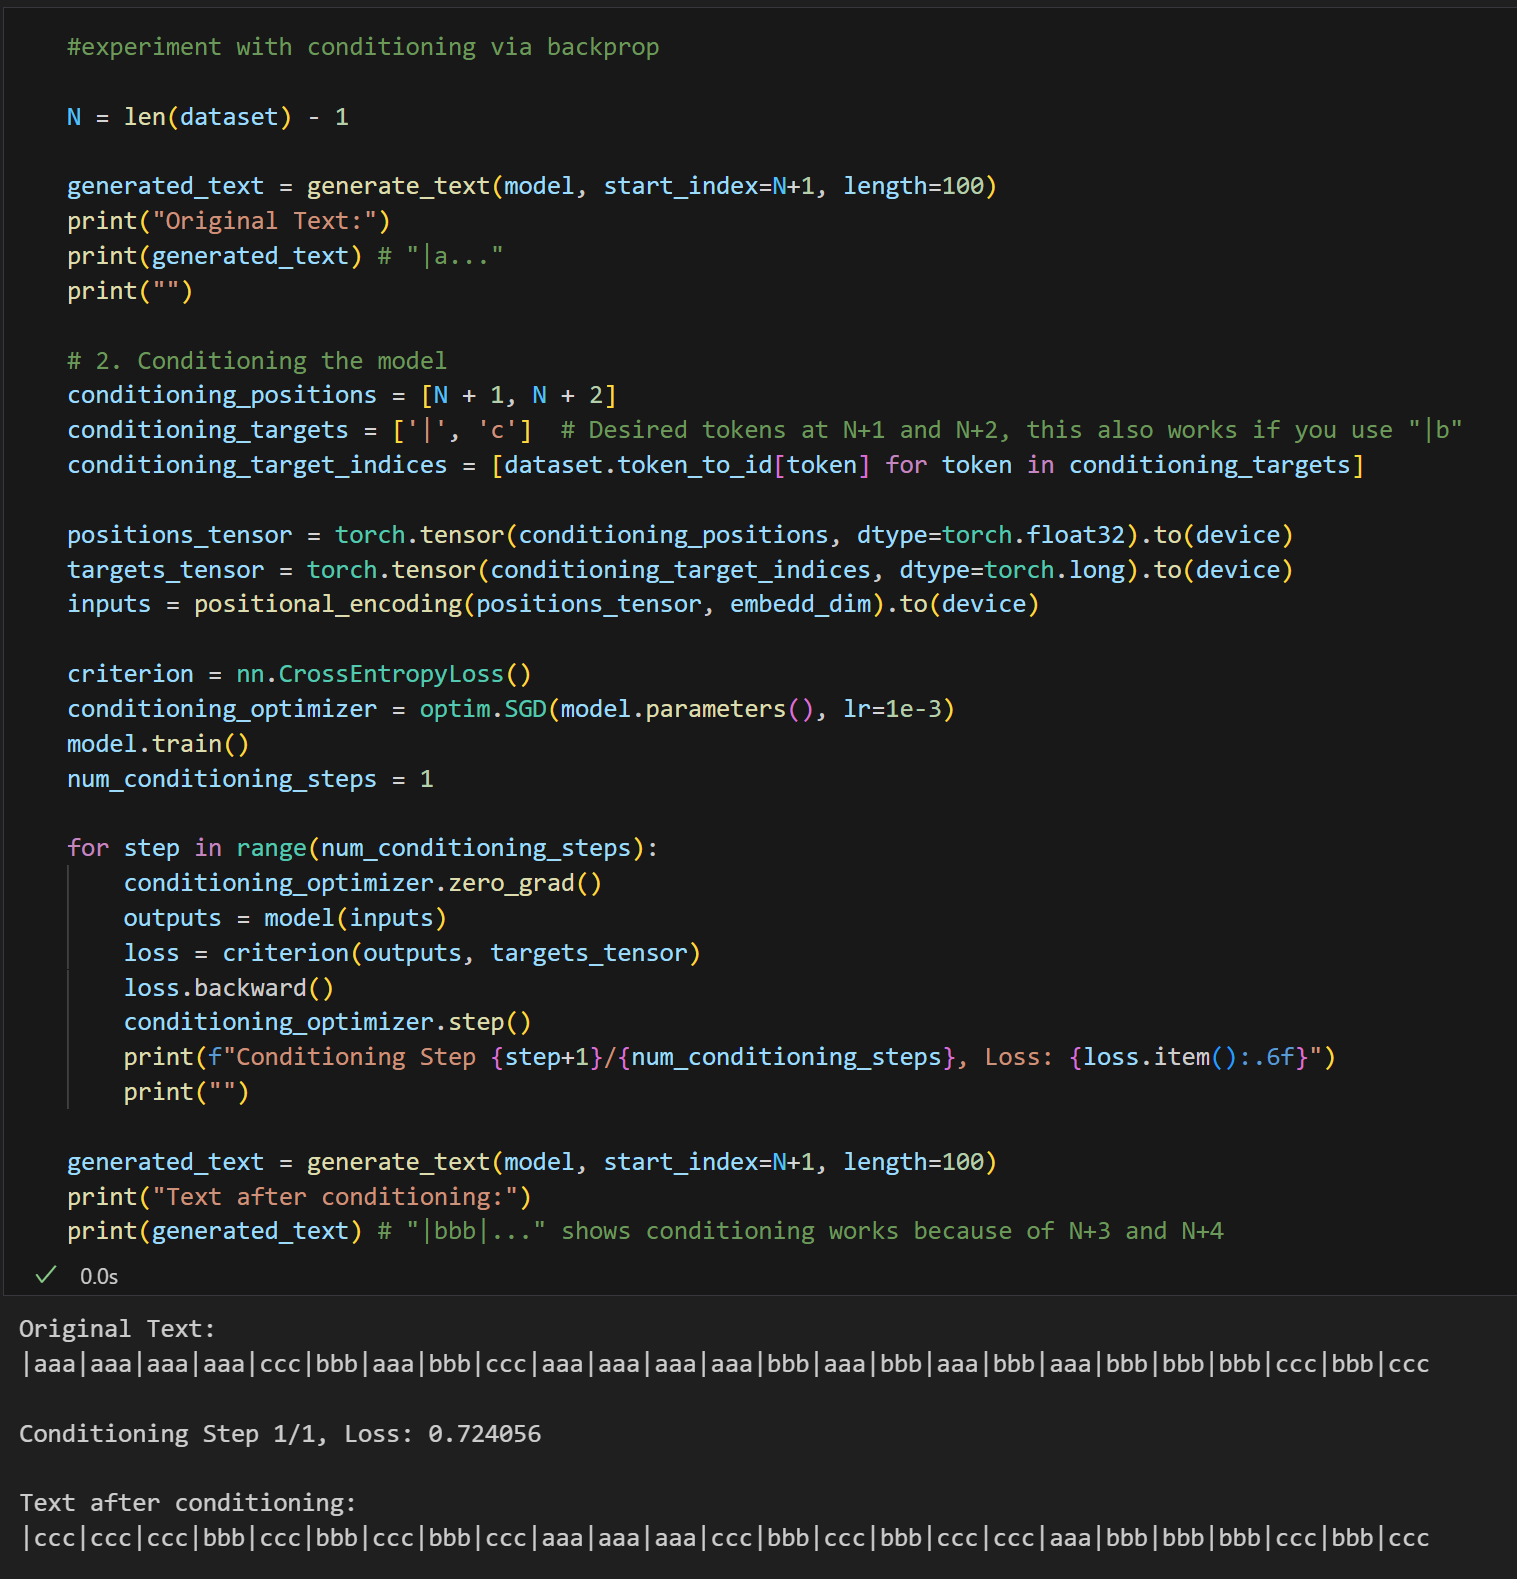 #experiment with conditioning via backprop
N = len(dataset) - 1
generated_text = generate_text(model, start_index=N+1, length=100)
print("Original Text:")
print(generated_text) # "|a..."
print("")
# 2. Conditioning the model
conditioning_positions = [N + 1, N + 2]
conditioning_targets = ['|', 'c']  # Desired tokens at N+1 and N+2, this also works if you use "|b"
conditioning_target_indices = [dataset.token_to_id[token] for token in conditioning_targets]
positions_tensor = torch.tensor(conditioning_positions, dtype=torch.float32).to(device)
targets_tensor = torch.tensor(conditioning_target_indices, dtype=torch.long).to(device)
inputs = positional_encoding(positions_tensor, embedd_dim).to(device)
criterion = nn.CrossEntropyLoss()
conditioning_optimizer = optim.SGD(model.parameters(), lr=1e-3)
model.train()
num_conditioning_steps = 1
for step in range(num_conditioning_steps):
    conditioning_optimizer.zero_grad()
    outputs = model(inputs)
    loss = criterion(outputs, targets_tensor)
    loss.backward()
    conditioning_optimizer.step()
    print(f"Conditioning Step {step+1}/{num_conditioning_steps}, Loss: {loss.item():.6f}")
    print("")
generated_text = generate_text(model, start_index=N+1, length=100)
print("Text after conditioning:")
print(generated_text) # "|bbb|..." shows conditioning works because of N+3 and N+4
0.0s
Original Text:
|aaa|aaa|aaa|aaa|ccc|bbb|aaa|bbb|ccc|aaa|aaa|aaa|aaa|bbb|aaa|bbb|aaa|bbb|aaa|bbb|bbb|bbb|ccc|bbb|ccc
Conditioning Step 1/1, Loss: 0.724056
Text after conditioning:
|ccc|ccc|ccc|bbb|ccc|bbb|ccc|bbb|ccc|aaa|aaa|aaa|ccc|bbb|ccc|bbb|ccc|ccc|aaa|bbb|bbb|bbb|ccc|bbb|ccc